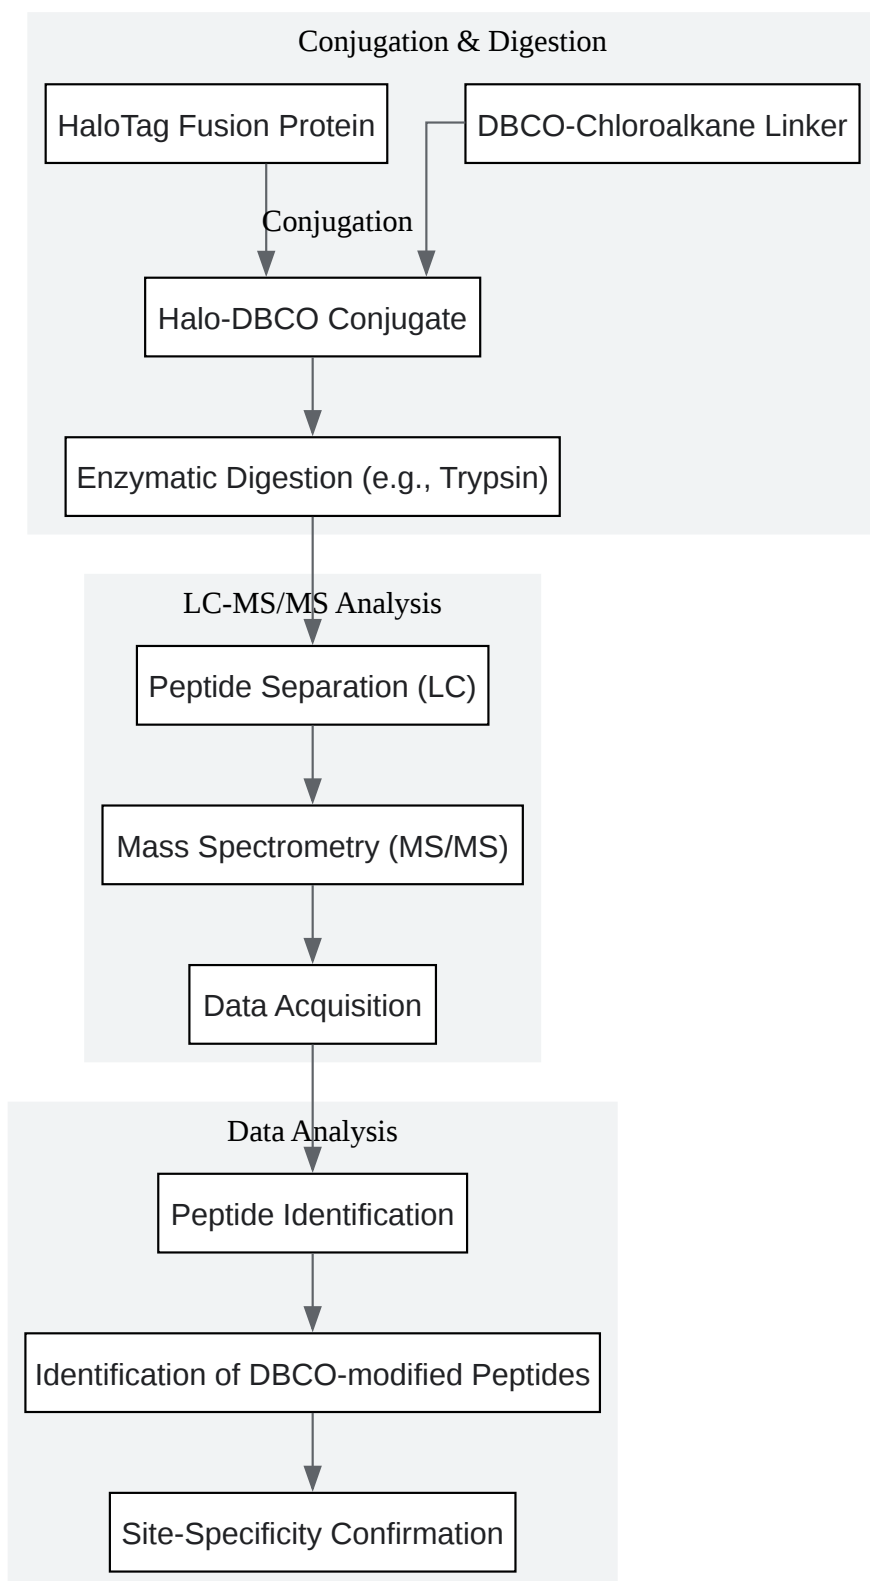 Conjugation & Digestion
HaloTag Fusion Protein
DBCO-Chloroalkane Linker
Conjugation
Halo-DBCO Conjugate
Enzymatic Digestion (e.g., Trypsin)
LC-MS/MS Analysis
Peptide Separation (LC)
Mass Spectrometry (MS/MS)
Data Acquisition
Data Analysis
Peptide Identification
Identification of DBCO-modified Peptides
Site-Specificity Confirmation